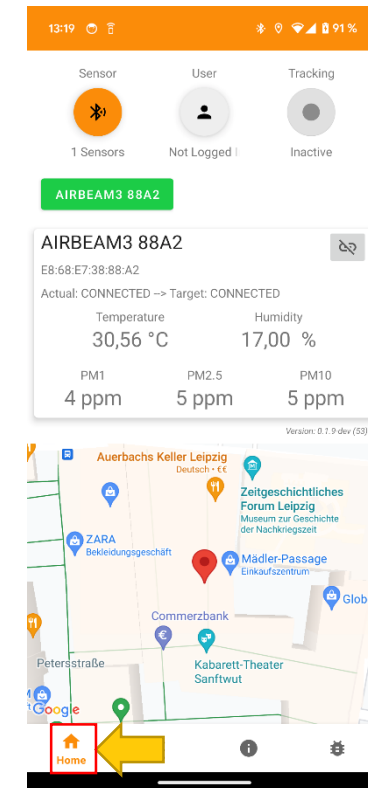 13:19
91 %
Sensor User Tracking
1 Sensors Not Logged Inactive
AIRBEAM3 88A2
AIRBEAM3 88A2
E8:68:E7:38:88:A2
Actual: CONNECTED --> Target: CONNECTED
Temperature Humidity
30,56 °C 17,00 %
PM1 PM2.5 PM10
4 ppm 5 ppm 5 ppm
Version: 0.1.9 dev (53)
Auerbachs Keller Leipzig
Deutsch • €€
Zeitgeschichtliches
Forum Leipzig
Museum zur Geschichte
der Nachkriegszeit
ZARA
Bekleidungsgeschäft
Mädler-Passage
Einkaufszentrum
Glob
Commerzbank
Petersstraße
Kabarett-Theater
Sanftwut
Google
Home